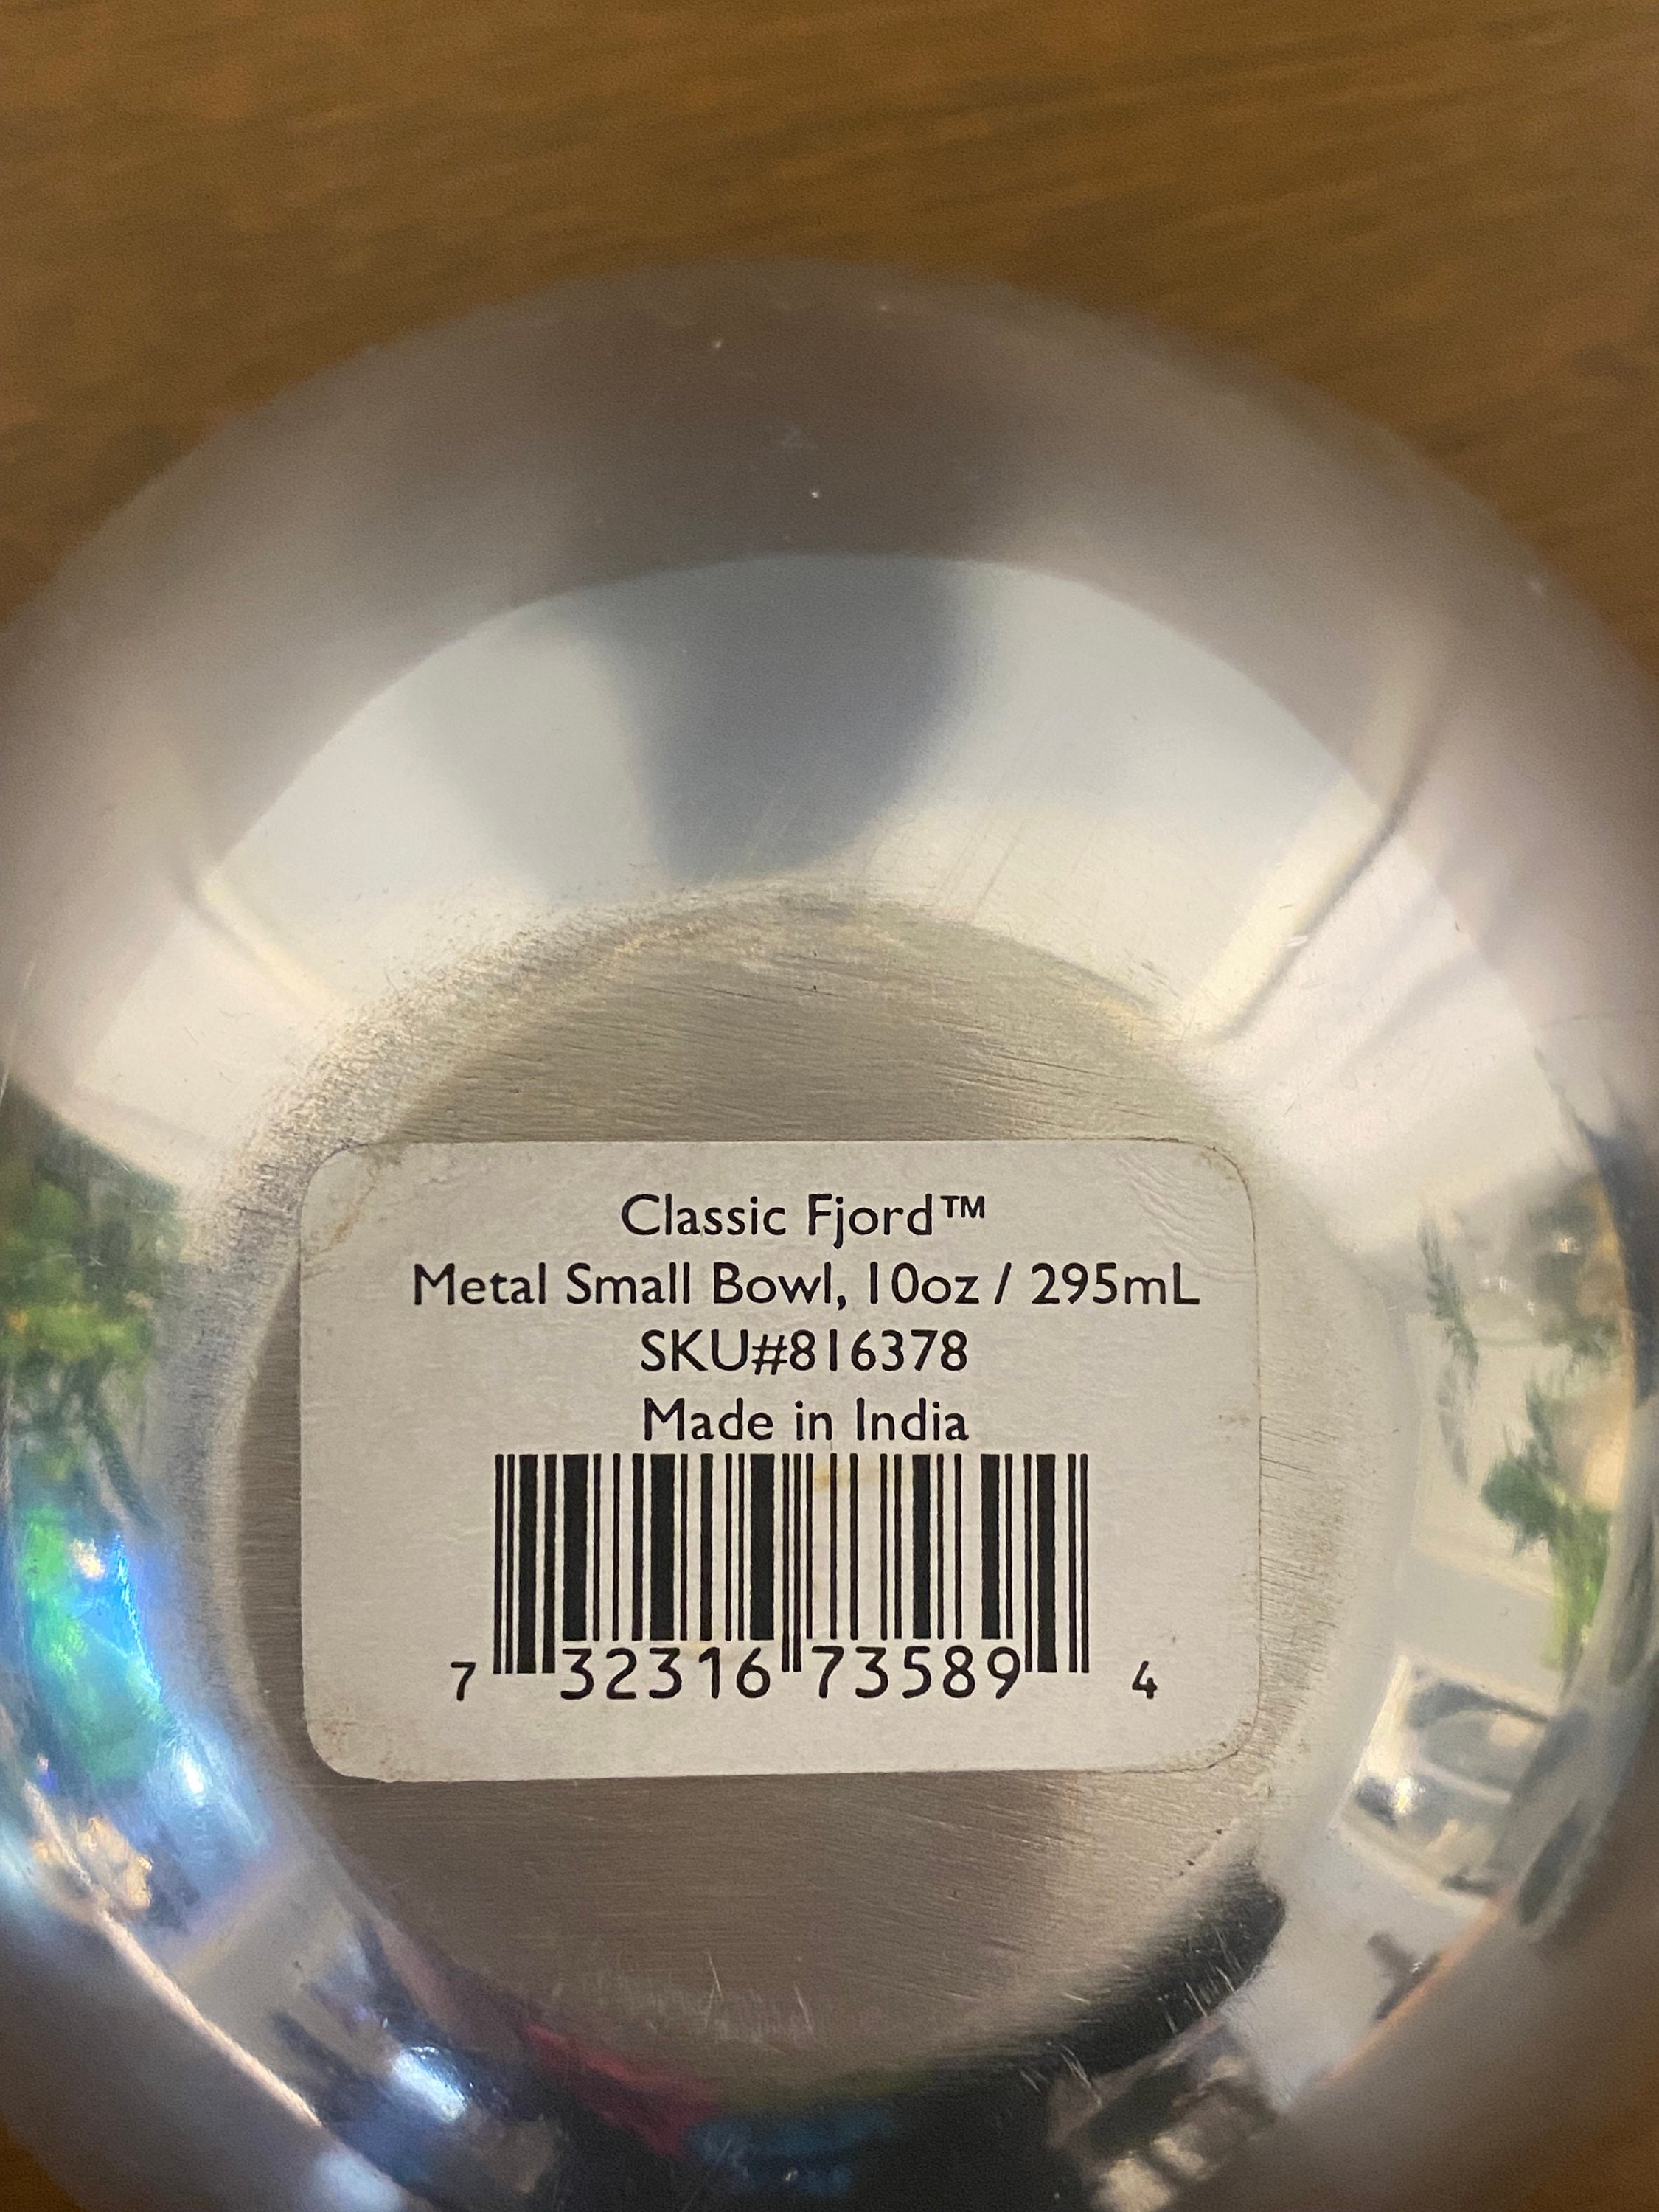 Classic Fjord™
Metal Small Bowl, 10oz / 295mL
SKU#816378
Made in India
7 32316 73589 4